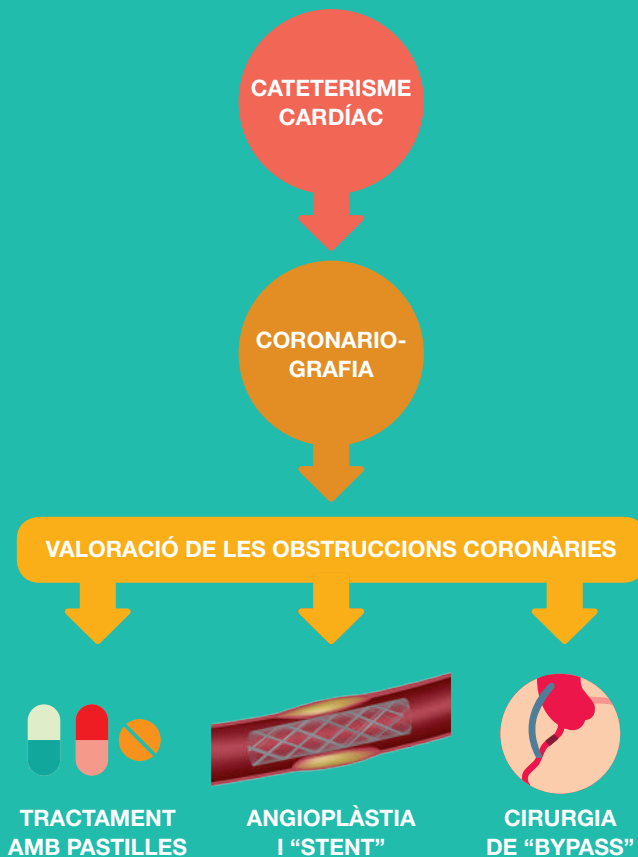 CATETERISME
CARDÍAC
CORONARIO-
GRAFIA
VALORACIÓ DE LES OBSTRUCCIONS CORONÀRIES
TRACTAMENT
AMB PASTILLES
ANGIOPLÀSTIA
I “STENT”
CIRURGIA
DE “BYPASS”